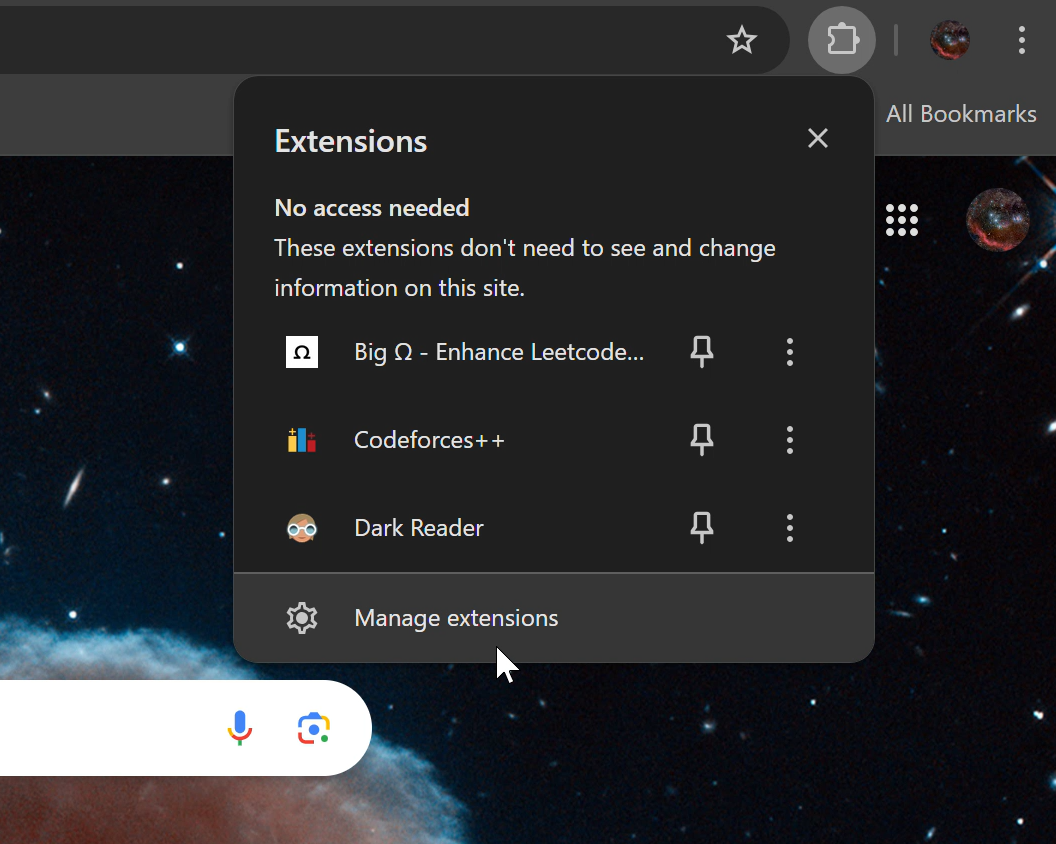 All Bookmarks
Extensions
No access needed
These extensions don't need to see and change
information on this site.
Ω
Big Ω - Enhance Leetcode...
Codeforces++
Dark Reader
Manage extensions